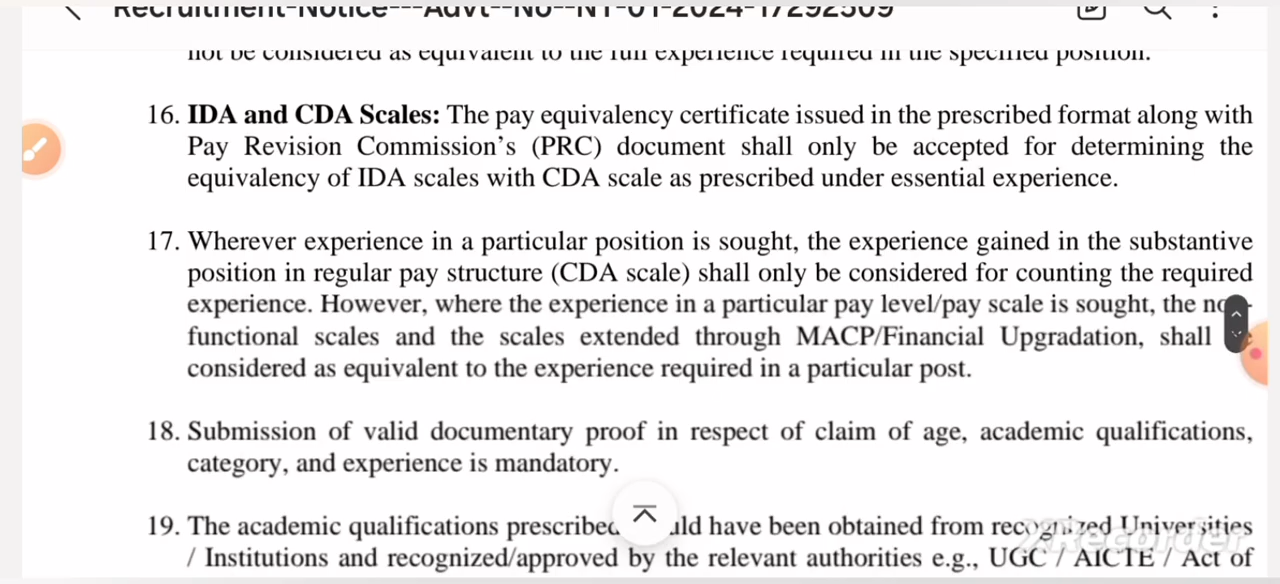 Recruitment-Notice---Advt--No--NT-01-2024-17292509
not be considered as equivalent to the full experience required in the specified position.
16. IDA and CDA Scales: The pay equivalency certificate issued in the prescribed format along with
Pay Revision Commission's (PRC) document shall only be accepted for determining the
equivalency of IDA scales with CDA scale as prescribed under essential experience.
17. Wherever experience in a particular position is sought, the experience gained in the substantive
position in regular pay structure (CDA scale) shall only be considered for counting the required
experience. However, where the experience in a particular pay level/pay scale is sought, the
functional scales and the scales extended through MACP/Financial Upgradation, shall
considered as equivalent to the experience required in a particular post.
18. Submission of valid documentary proof in respect of claim of age, academic qualifications,
category, and experience is mandatory.
19. The academic qualifications have been obtained from recognized Universities
/ Institutions and recognized/approved by the relevant authorities e.g., UGC / AICTE / Act of
XRecorder